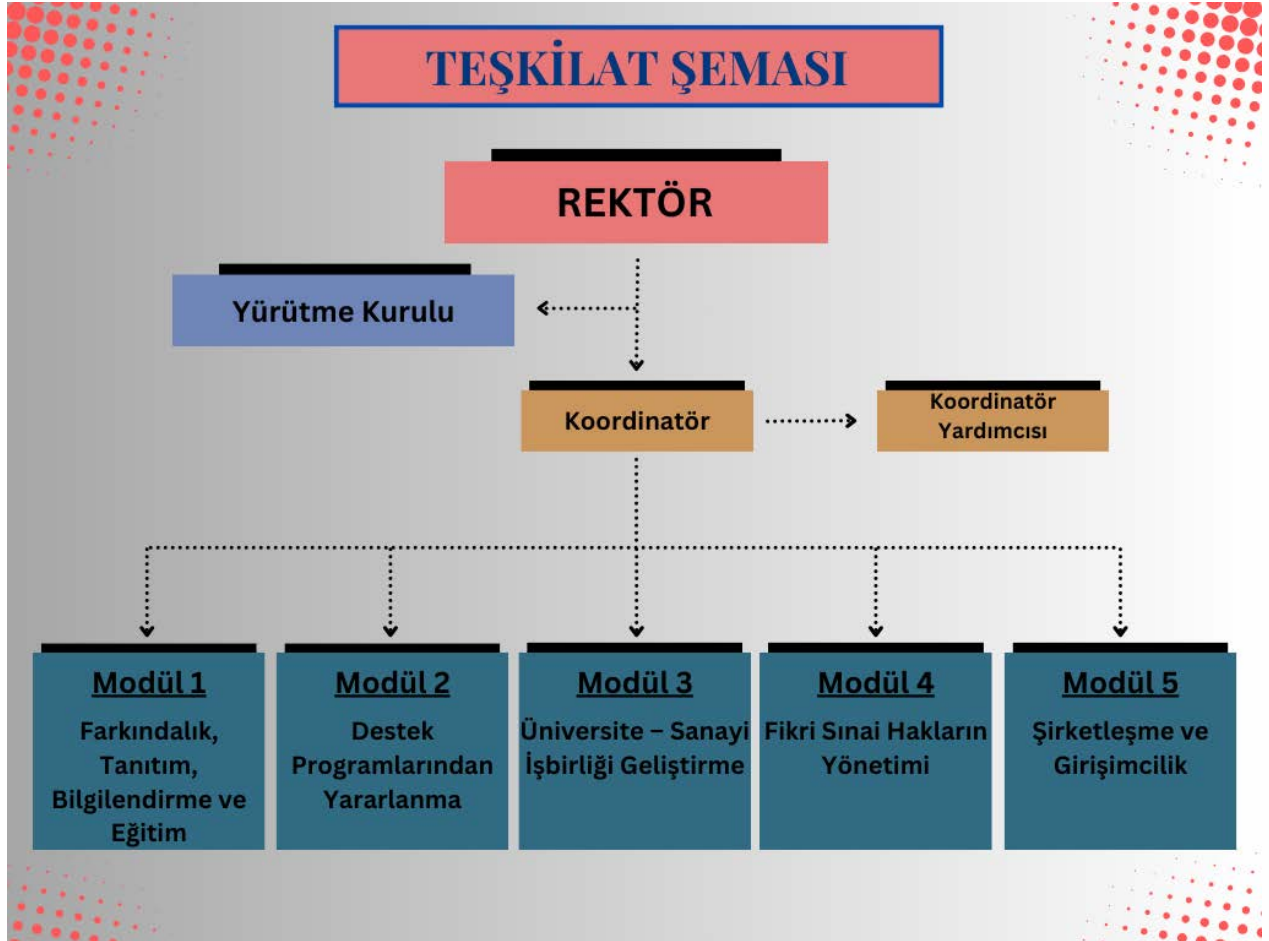 TEŞKİLAT ŞEMASI
REKTÖR
Yürütme Kurulu
Koordinatör
Koordinatör
Yardımcısı
Modül 1
Farkındalık,
Tanıtım,
Bilgilendirme ve
Eğitim
Modül 2
Destek
Programlarından
Yararlanma
Modül 3
Üniversite – Sanayi
İşbirliği Geliştirme
Modül 4
Fikri Sınai Hakların
Yönetimi
Modül 5
Şirketleşme ve
Girişimcilik